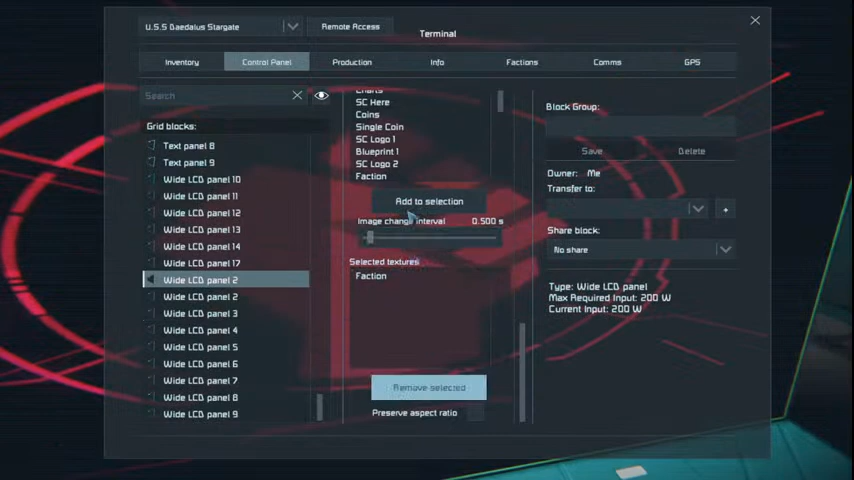 U.S.S Daedalus Stargate
Remote Access
Terminal
Inventory
Control Panel
Production
Info
Factions
Comms
GPS
Search
Grid blocks:
Text panel 8
Text panel 9
Wide LCD panel 10
Wide LCD panel 11
Wide LCD panel 12
Wide LCD panel 13
Wide LCD panel 14
Wide LCD panel 17
Wide LCD panel 2
Wide LCD panel 2
Wide LCD panel 3
Wide LCD panel 4
Wide LCD panel 5
Wide LCD panel 6
Wide LCD panel 7
Wide LCD panel 8
Wide LCD panel 9
Charts
SC Here
Coins
Single Coin
SC Logo 1
Blueprint 1
SC Logo 2
Faction
Add to selection
Image change interval 0.500 s
Selected textures
Faction
Remove selected
Preserve aspect ratio
Block Group:
Save
Delete
Owner: Me
Transfer to:
Share block:
No share
Type: Wide LCD panel
Max Required Input: 200 W
Current Input: 200 W